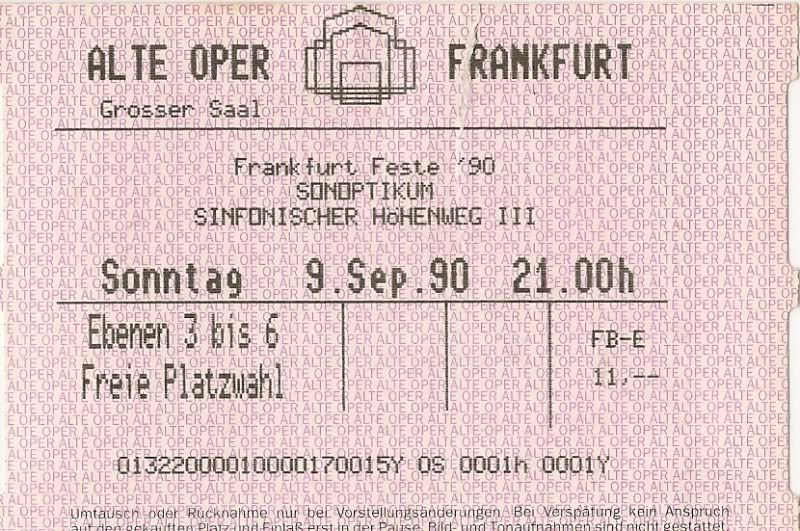 ALTE OPER FRANKFURT
Grosser Saal
Frankfurt Feste '90
SONOPTIKUM
SINFONISCHER HöHENWEG III
Sonntag 9.Sep.90 21.00h
Ebenen 3 bis 6
FB-E
Freie Platzwahl
11,--
01322000010000170015Y OS 0001h 0001Y
Umtausch oder Rücknahme nur bei Vorstellungsänderungen. Bei Verspätung kein Anspruch
auf den gekauften Platz und Einlaß erst in der Pause. Bild- und Tonaufnahmen sind nicht gestattet.